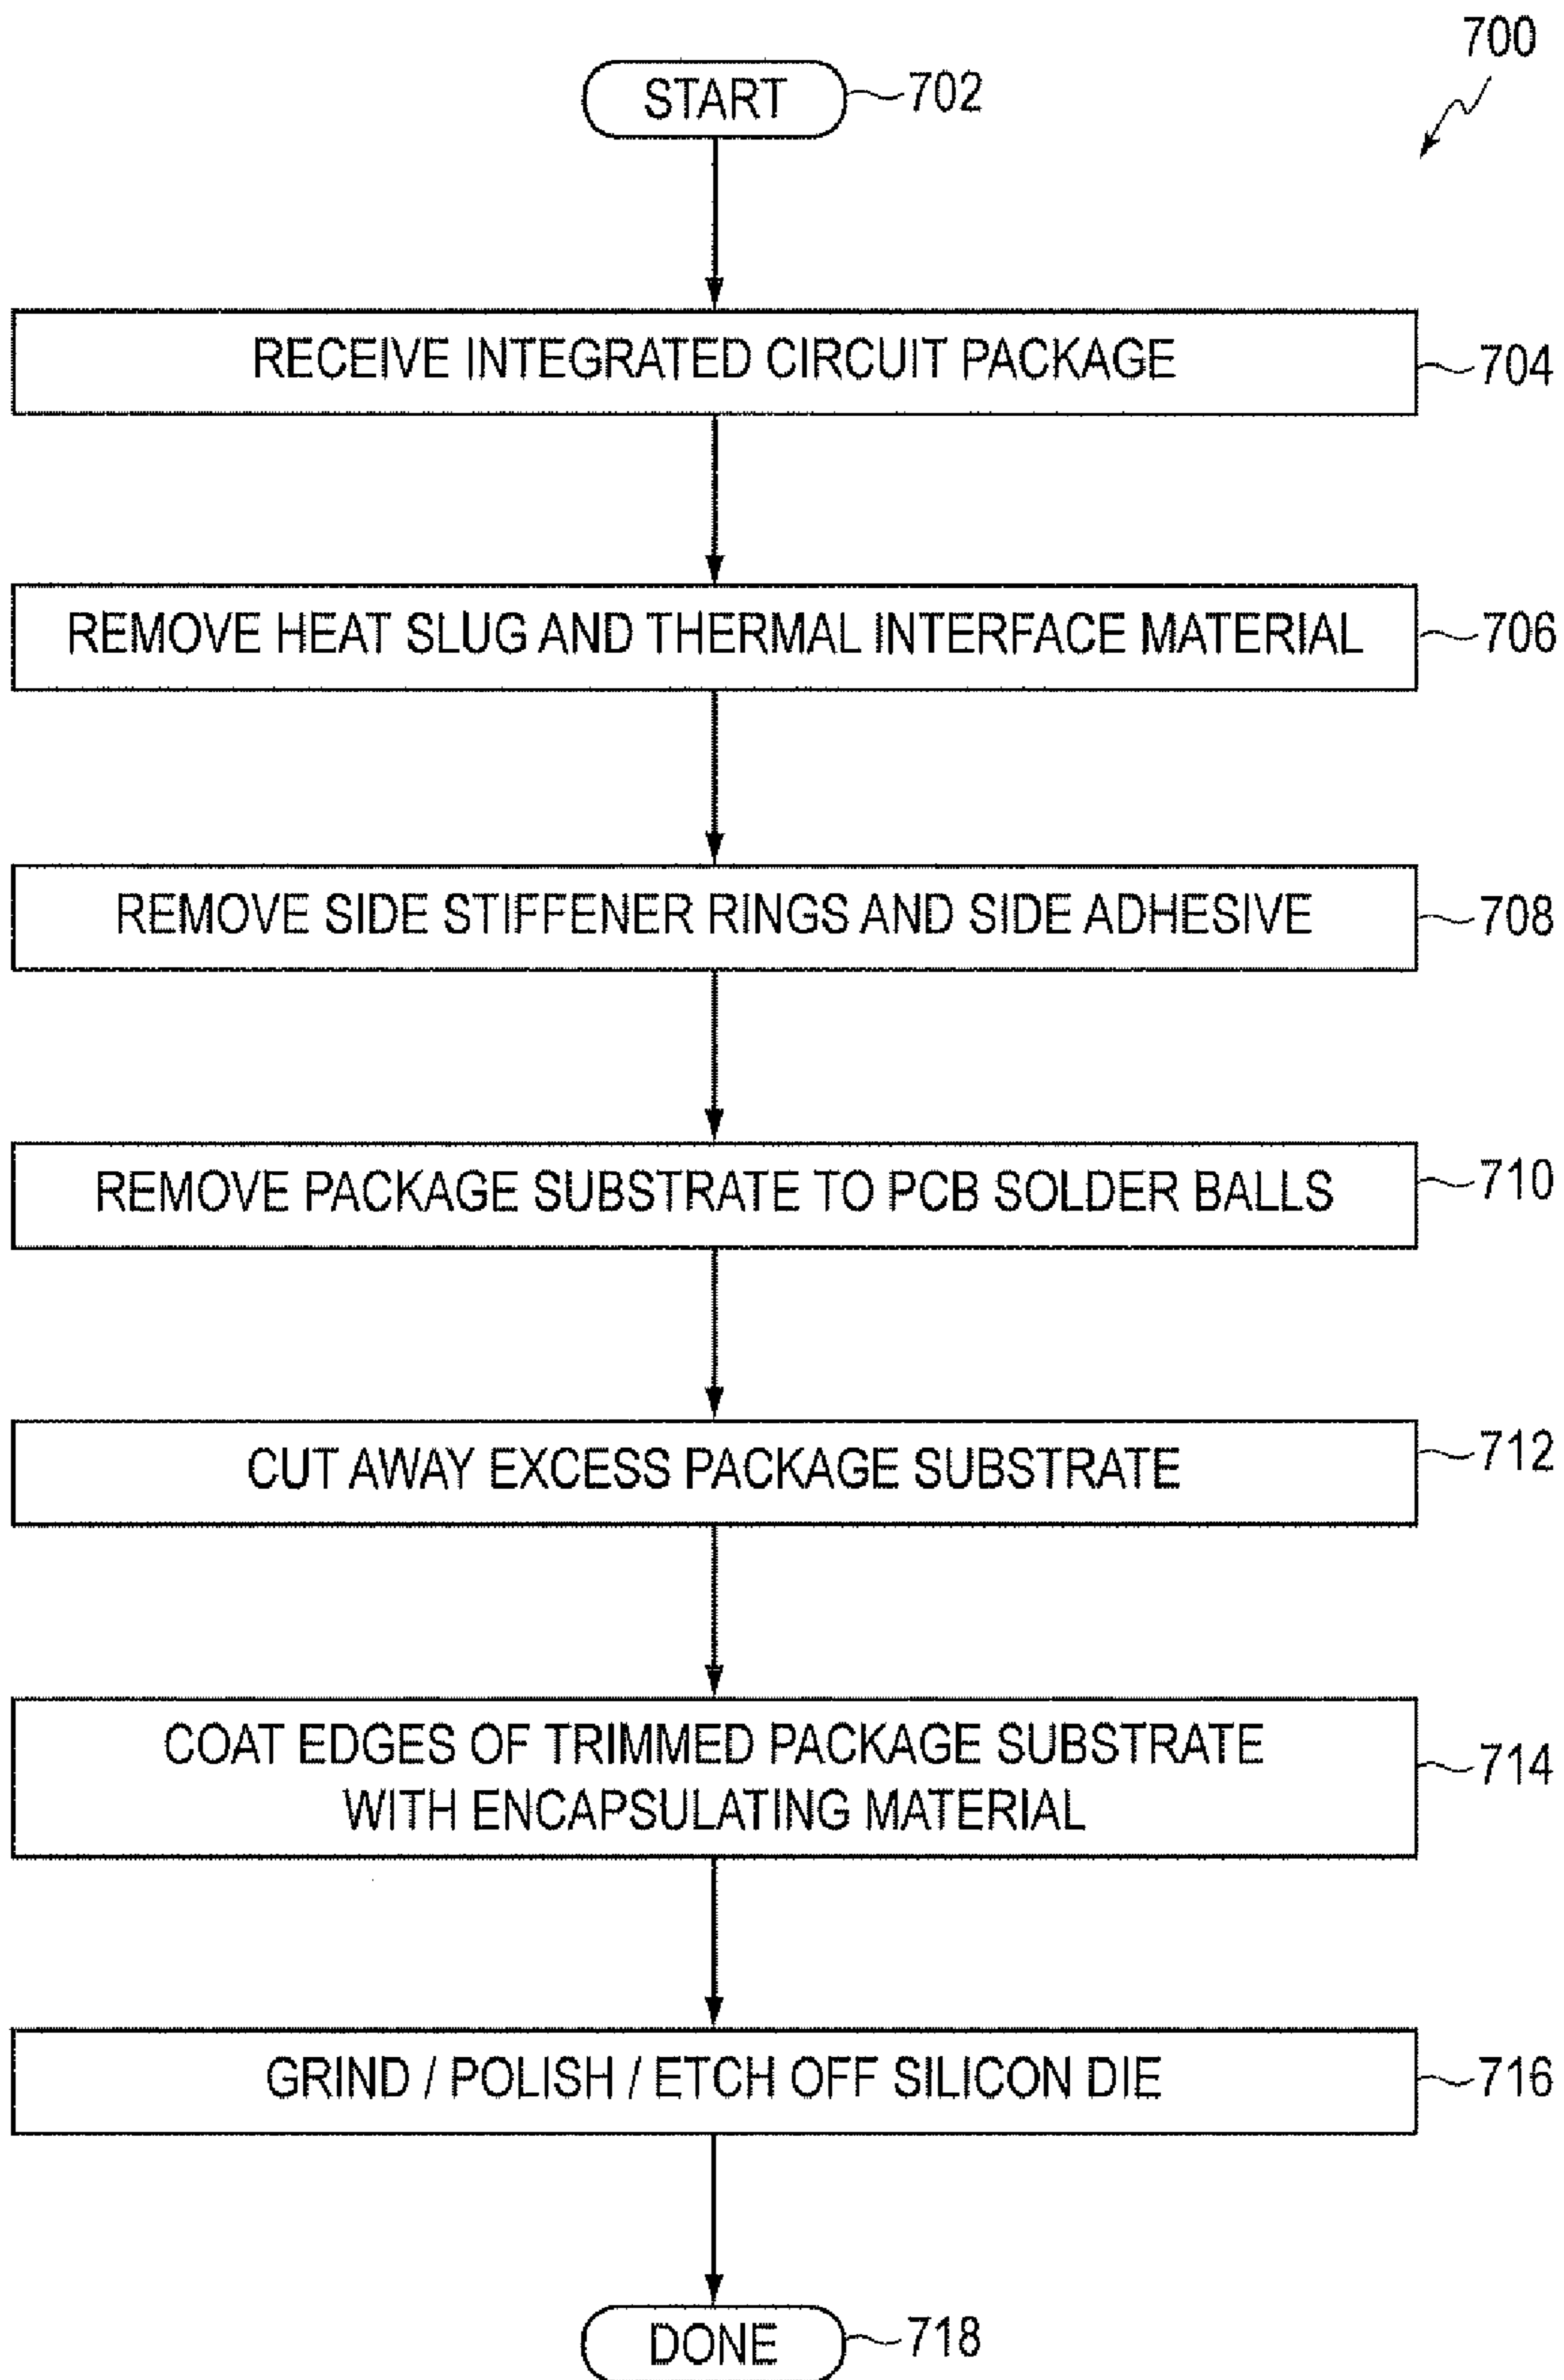 700
START 702
RECEIVE INTEGRATED CIRCUIT PACKAGE 704
REMOVE HEAT SLUG AND THERMAL INTERFACE MATERIAL 706
REMOVE SIDE STIFFENER RINGS AND SIDE ADHESIVE 708
REMOVE PACKAGE SUBSTRATE TO PCB SOLDER BALLS 710
CUT AWAY EXCESS PACKAGE SUBSTRATE 712
COAT EDGES OF TRIMMED PACKAGE SUBSTRATE
WITH ENCAPSULATING MATERIAL 714
GRIND / POLISH / ETCH OFF SILICON DIE 716
DONE 718